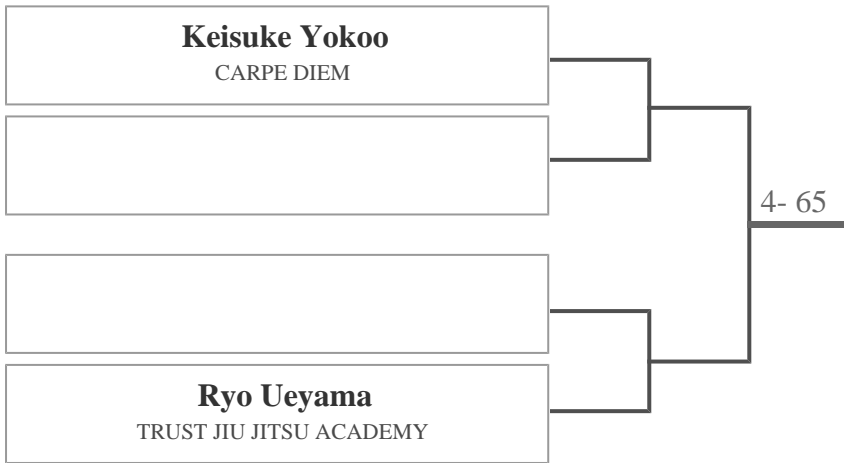 Keisuke Yokoo
CARPE DIEM
4- 65
Ryo Ueyama
TRUST JIU JITSU ACADEMY